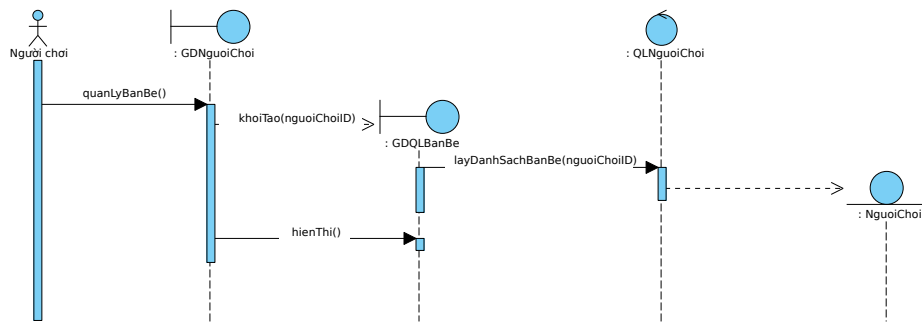 Người chơi
: GDNguoiChoi
: QLNguoiChoi
quanLyBanBe()
khoiTao(nguoiChoiID)
: GDQLBanBe
layDanhSachBanBe(nguoiChoiID)
: NguoiChoi
hienThi()